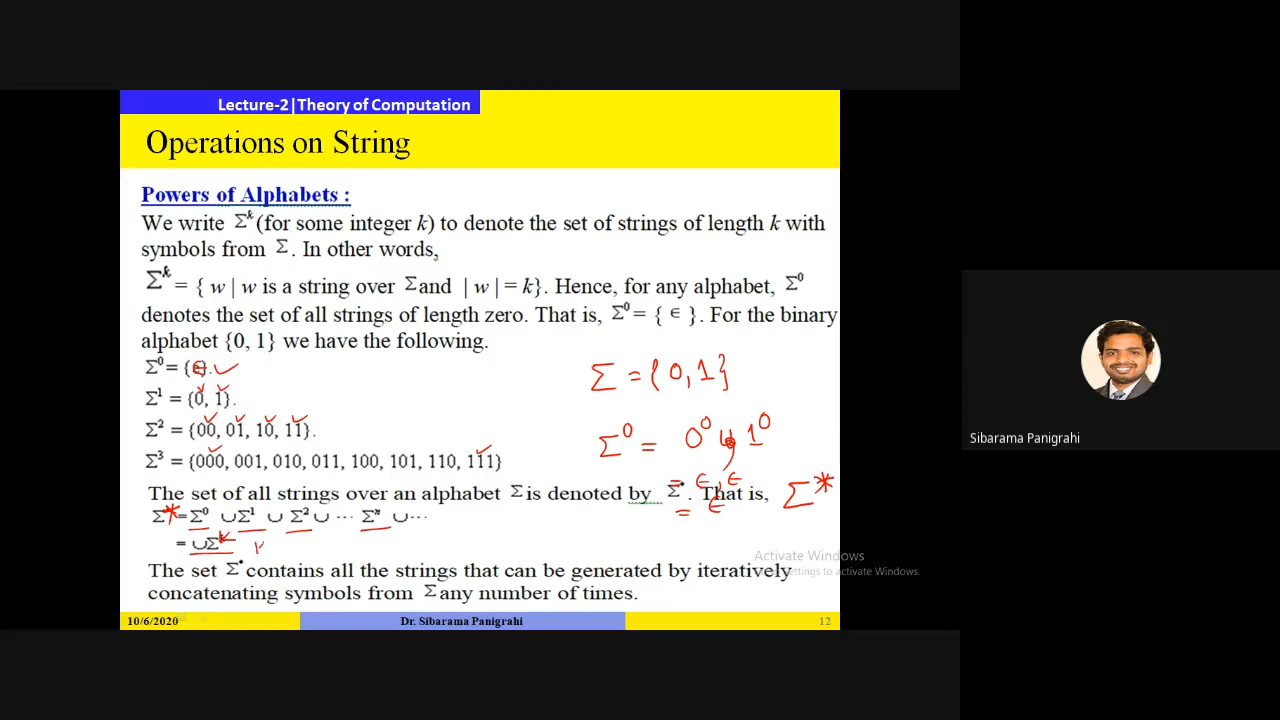 Lecture-2|Theory of Computation
Operations on String
Powers of Alphabets :
We write Σᵏ (for some integer k) to denote the set of strings of length k with
symbols from Σ. In other words,
Σᵏ = { w | w is a string over Σ and | w | = k}. Hence, for any alphabet, Σ⁰
denotes the set of all strings of length zero. That is, Σ⁰ = { ∈ }. For the binary
alphabet {0, 1} we have the following.
Σ⁰ = {∈}.
Σ¹ = {0, 1}.
Σ = {0, 1}
Σ² = {00, 01, 10, 11}.
Σ⁰ = 0⁰ , 1⁰
Σ³ = {000, 001, 010, 011, 100, 101, 110, 111}
= ∈, ∈
The set of all strings over an alphabet Σ is denoted by Σ*. That is, Σ*
= ∈
Σ* = Σ⁰ ∪ Σ¹ ∪ Σ² ∪ ⋯ Σⁿ ∪ ⋯
= ∪Σᵏ
The set Σ* contains all the strings that can be generated by iteratively
concatenating symbols from Σ any number of times.
Activate Windows
Settings to activate Windows.
10/6/2020 Dr. Sibarama Panigrahi 12
Sibarama Panigrahi